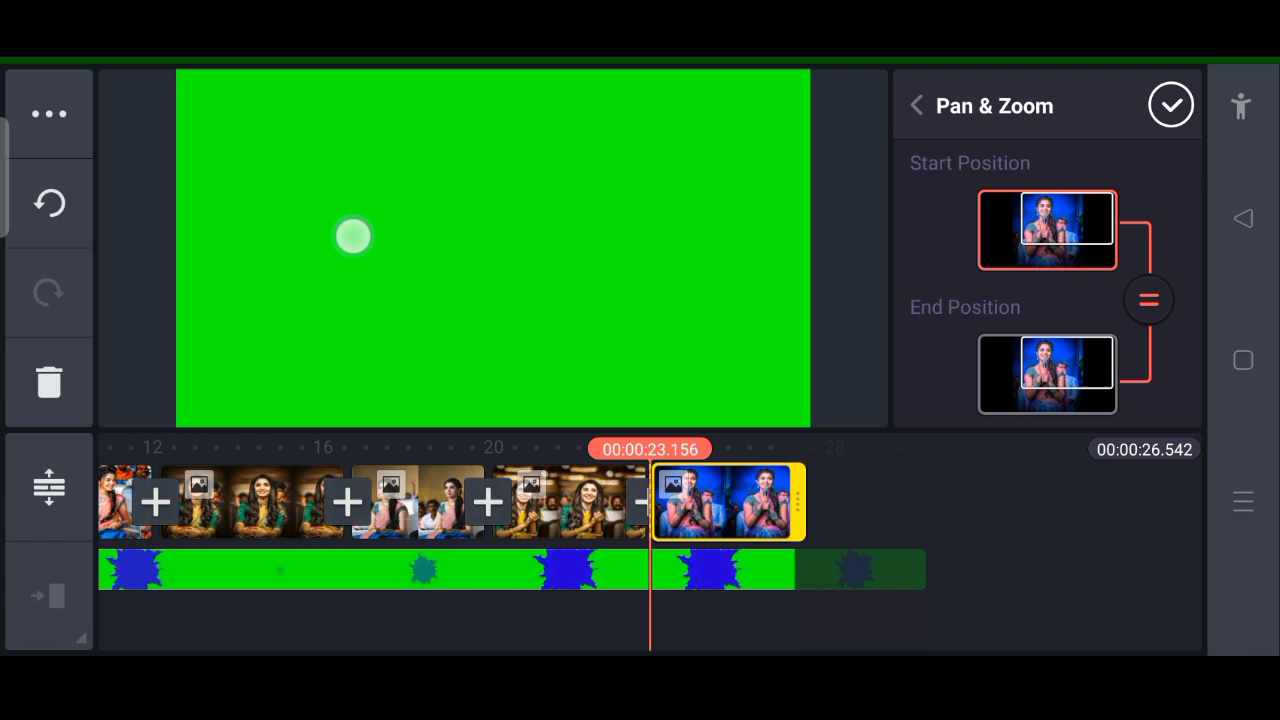 Pan & Zoom
Start Position
End Position
12
16
20
00:00:23.156
28
00:00:26.542